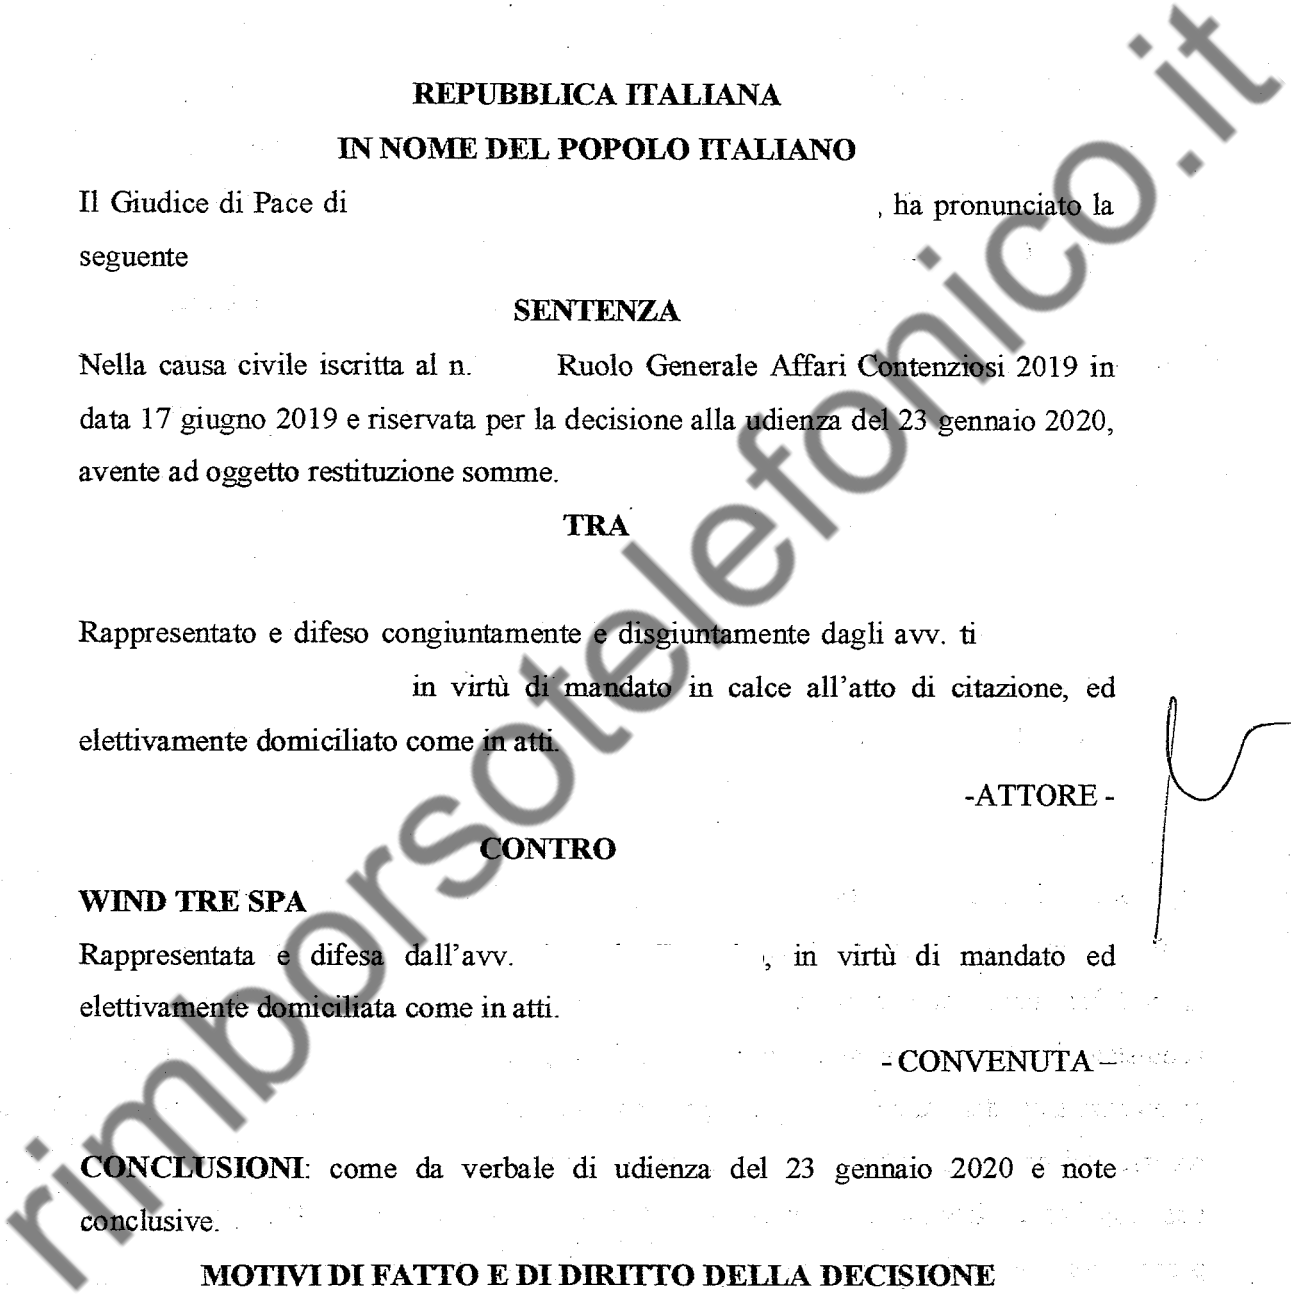 REPUBBLICA ITALIANA
IN NOME DEL POPOLO ITALIANO
Il Giudice di Pace di , ha pronunciato la
seguente
SENTENZA
Nella causa civile iscritta al n. Ruolo Generale Affari Contenziosi 2019 in
data 17 giugno 2019 e riservata per la decisione alla udienza del 23 gennaio 2020,
avente ad oggetto restituzione somme.
TRA
Rappresentato e difeso congiuntamente e disgiuntamente dagli avv. ti
in virtù di mandato in calce all'atto di citazione, ed
elettivamente domiciliato come in atti.
-ATTORE -
CONTRO
WIND TRE SPA
Rappresentata e difesa dall'avv. , in virtù di mandato ed
elettivamente domiciliata come in atti.
- CONVENUTA –
CONCLUSIONI: come da verbale di udienza del 23 gennaio 2020 e note
conclusive.
MOTIVI DI FATTO E DI DIRITTO DELLA DECISIONE
rimborsotelefonico.it